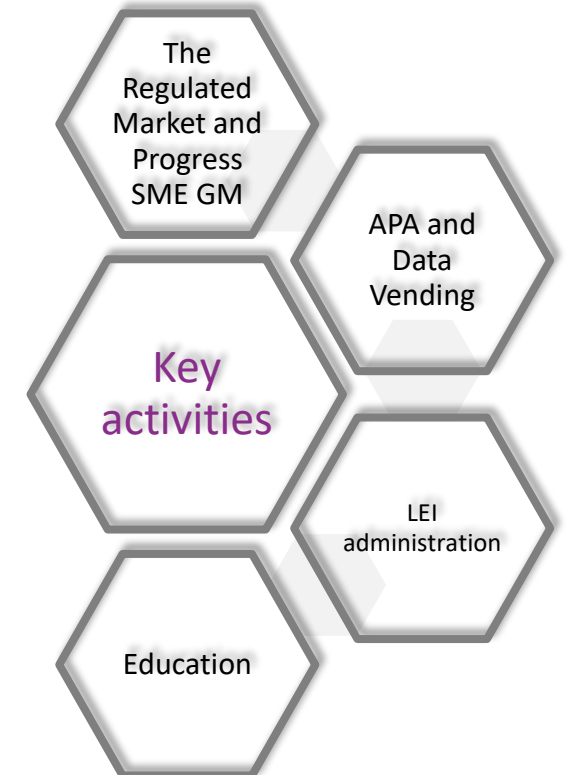 The
Regulated
Market and
Progress
SME GM
APA and
Data
Vending
Key
activities
LEI
administration
Education